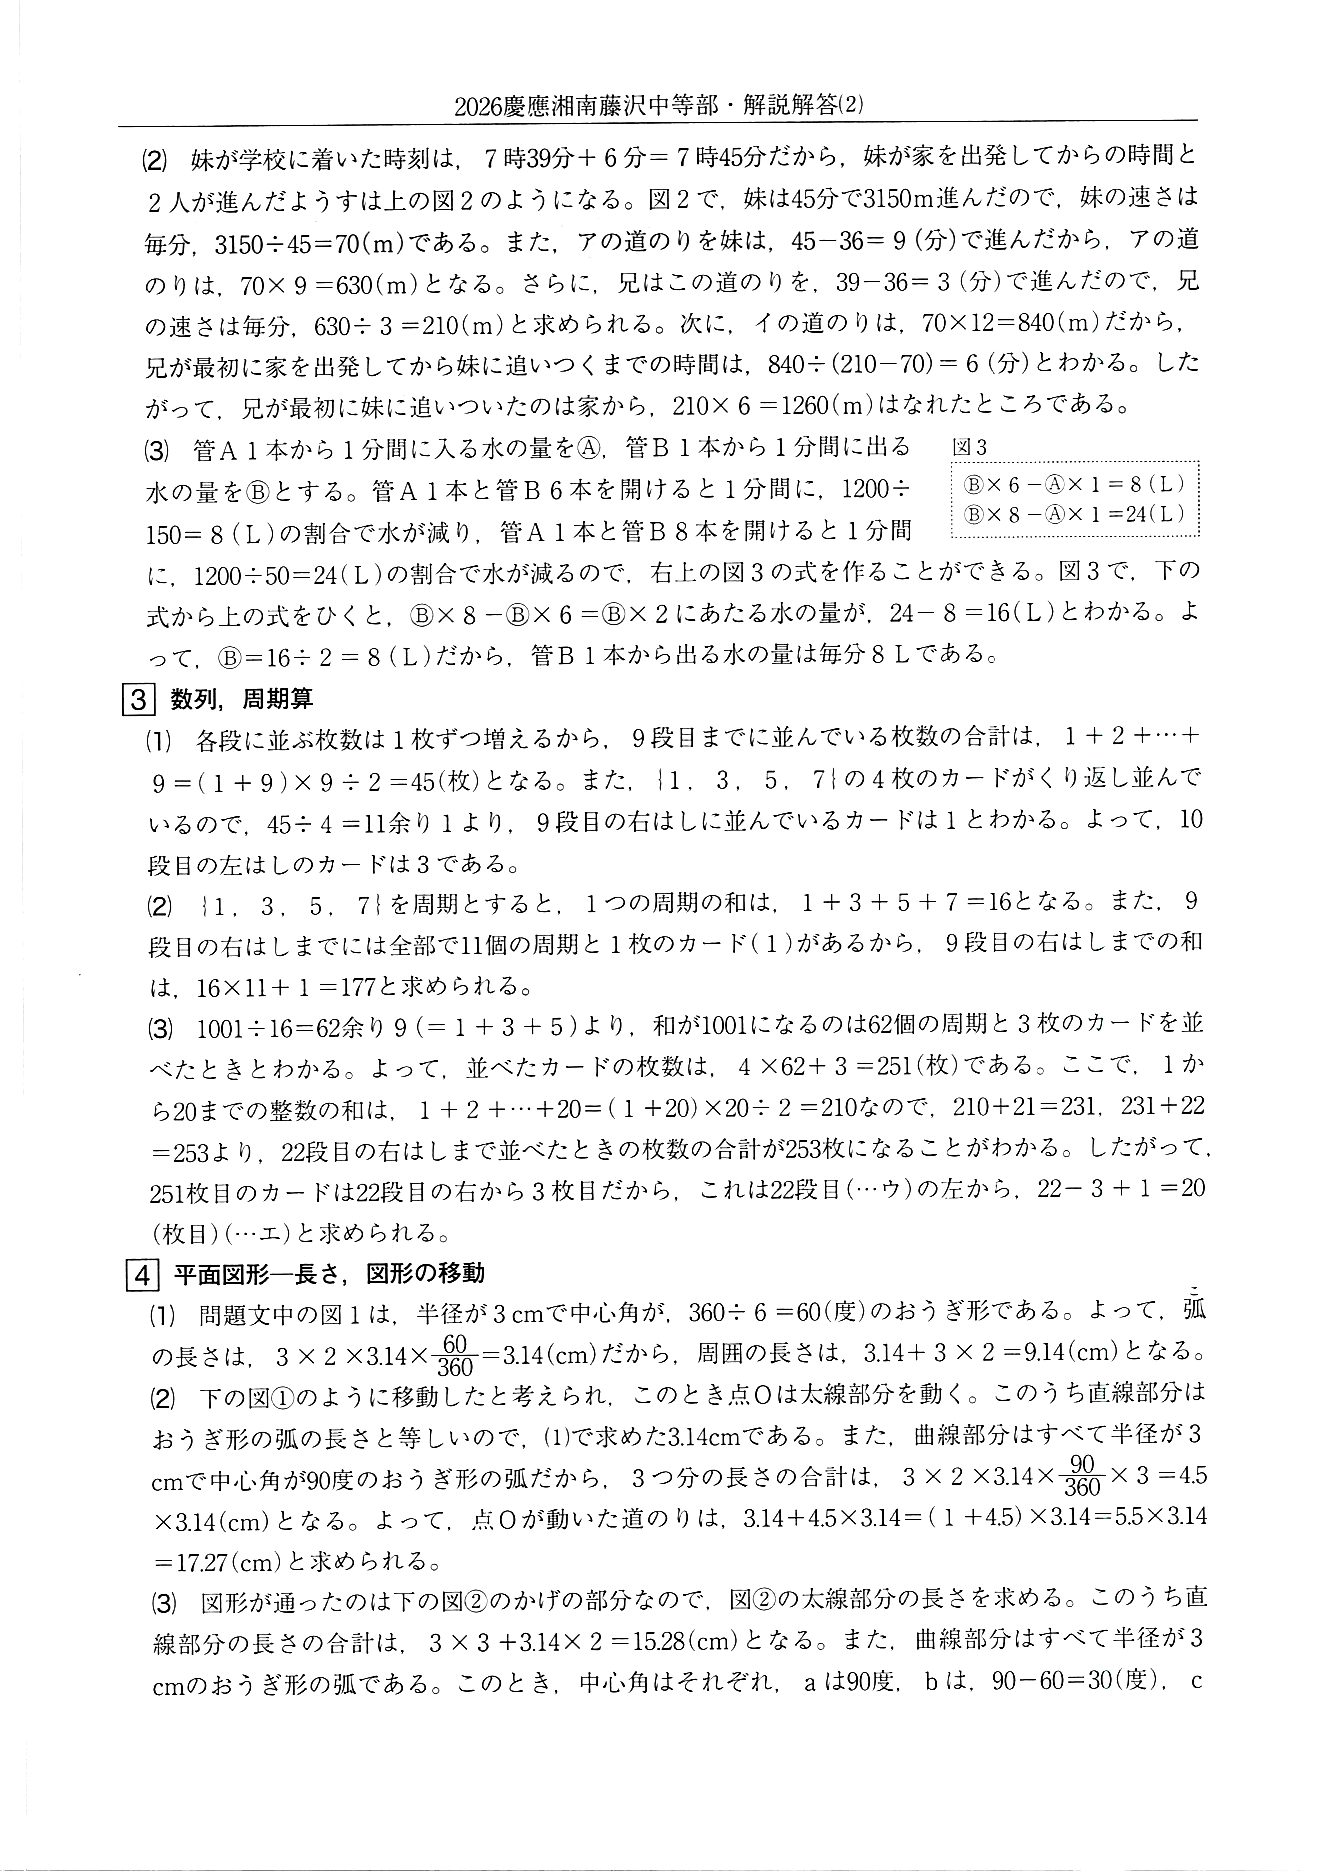 2026慶應湘南藤沢中等部・解説解答(2)
(2) 妹が学校に着いた時刻は，7時39分＋6分＝7時45分だから，妹が家を出発してからの時間と
2人が進んだようすは上の図2のようになる。図2で，妹は45分で3150m進んだので，妹の速さは
毎分，3150÷45＝70(m)である。また，アの道のりを妹は，45－36＝9(分)で進んだから，アの道
のりは，70×9＝630(m)となる。さらに，兄はこの道のりを，39－36＝3(分)で進んだので，兄
の速さは毎分，630÷3＝210(m)と求められる。次に，イの道のりは，70×12＝840(m)だから，
兄が最初に家を出発してから妹に追いつくまでの時間は，840÷(210－70)＝6(分)とわかる。した
がって，兄が最初に妹に追いついたのは家から，210×6＝1260(m)はなれたところである。
(3) 管A1本から1分間に入る水の量をⒶ，管B1本から1分間に出る
水の量をⒷとする。管A1本と管B6本を開けると1分間に，1200÷
150＝8(L)の割合で水が減り，管A1本と管B8本を開けると1分間
図3
Ⓑ×6－Ⓐ×1＝8(L)
Ⓑ×8－Ⓐ×1＝24(L)
に，1200÷50＝24(L)の割合で水が減るので，右上の図3の式を作ることができる。図3で，下の
式から上の式をひくと，Ⓑ×8－Ⓑ×6＝Ⓑ×2にあたる水の量が，24－8＝16(L)とわかる。よ
って，Ⓑ＝16÷2＝8(L)だから，管B1本から出る水の量は毎分8Lである。
3 数列，周期算
(1) 各段に並ぶ枚数は1枚ずつ増えるから，9段目までに並んでいる枚数の合計は，1＋2＋…＋
9＝(1＋9)×9÷2＝45(枚)となる。また，{1，3，5，7}の4枚のカードがくり返し並んで
いるので，45÷4＝11余り1より，9段目の右はしに並んでいるカードは1とわかる。よって，10
段目の左はしのカードは3である。
(2) {1，3，5，7}を周期とすると，1つの周期の和は，1＋3＋5＋7＝16となる。また，9
段目の右はしまでには全部で11個の周期と1枚のカード(1)があるから，9段目の右はしまでの和
は，16×11＋1＝177と求められる。
(3) 1001÷16＝62余り9(＝1＋3＋5)より，和が1001になるのは62個の周期と3枚のカードを並
べたときとわかる。よって，並べたカードの枚数は，4×62＋3＝251(枚)である。ここで，1か
ら20までの整数の和は，1＋2＋…＋20＝(1＋20)×20÷2＝210なので，210＋21＝231，231＋22
＝253より，22段目の右はしまで並べたときの枚数の合計が253枚になることがわかる。したがって，
251枚目のカードは22段目の右から3枚目だから，これは22段目(…ウ)の左から，22－3＋1＝20
(枚目)(…エ)と求められる。
4 平面図形―長さ，図形の移動
(1) 問題文中の図1は，半径が3cmで中心角が，360÷6＝60(度)のおうぎ形である。よって，弧(こ)
の長さは，3×2×3.14×60/360＝3.14(cm)だから，周囲の長さは，3.14＋3×2＝9.14(cm)となる。
(2) 下の図①のように移動したと考えられ，このとき点Oは太線部分を動く。このうち直線部分は
おうぎ形の弧の長さと等しいので，(1)で求めた3.14cmである。また，曲線部分はすべて半径が3
cmで中心角が90度のおうぎ形の弧だから，3つ分の長さの合計は，3×2×3.14×90/360×3＝4.5
×3.14(cm)となる。よって，点Oが動いた道のりは，3.14＋4.5×3.14＝(1＋4.5)×3.14＝5.5×3.14
＝17.27(cm)と求められる。
(3) 図形が通ったのは下の図②のかげの部分なので，図②の太線部分の長さを求める。このうち直
線部分の長さの合計は，3×3＋3.14×2＝15.28(cm)となる。また，曲線部分はすべて半径が3
cmのおうぎ形の弧である。このとき，中心角はそれぞれ，aは90度，bは，90－60＝30(度)，c